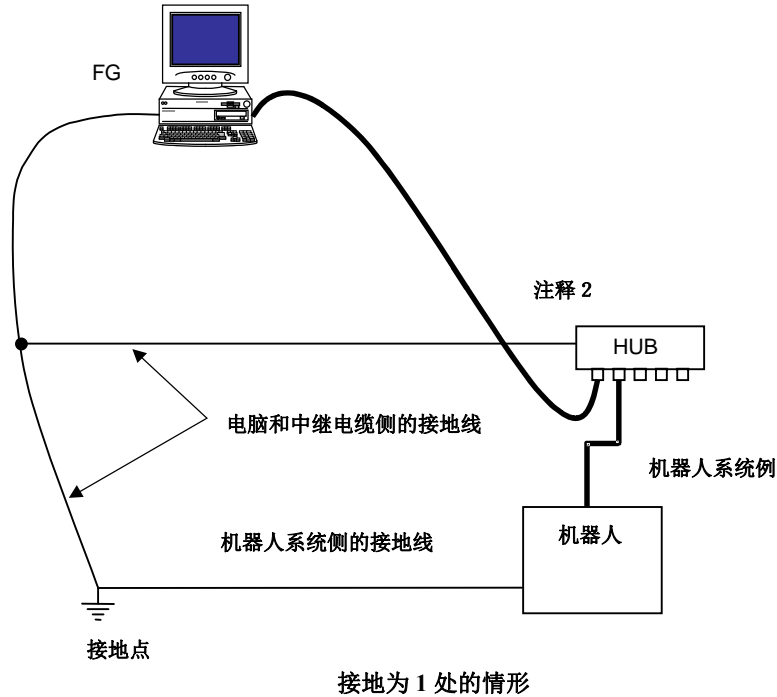 FG
注释 2
HUB
电脑和中继电缆侧的接地线
机器人系统例
机器人系统侧的接地线
机器人
接地点
接地为 1 处的情形